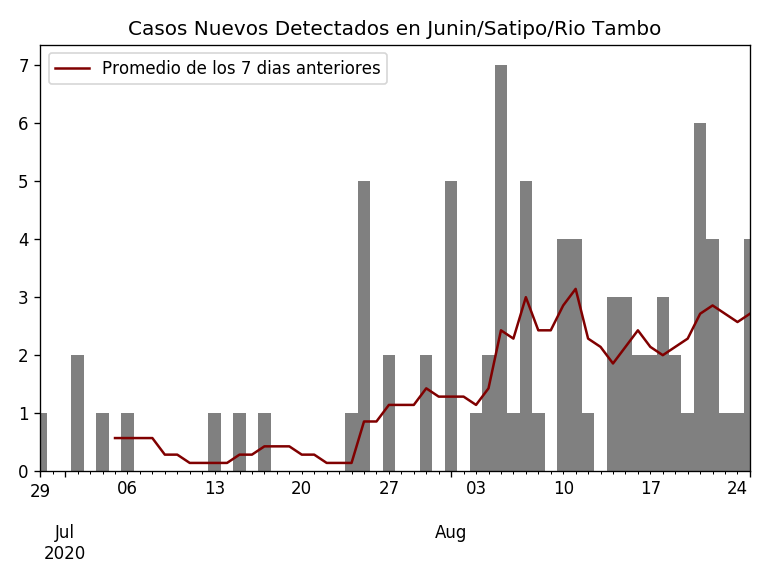 Casos Nuevos Detectados en Junin/Satipo/Rio Tambo
Promedio de los 7 dias anteriores
7
6
5
4
3
2
1
0
29 06 13 20 27 03 10 17 24
Jul Aug
2020